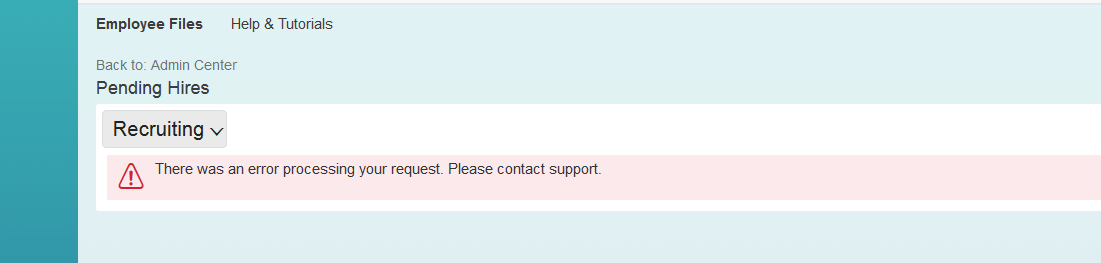 Employee Files Help & Tutorials
Back to: Admin Center
Pending Hires
Recruiting
There was an error processing your request. Please contact support.